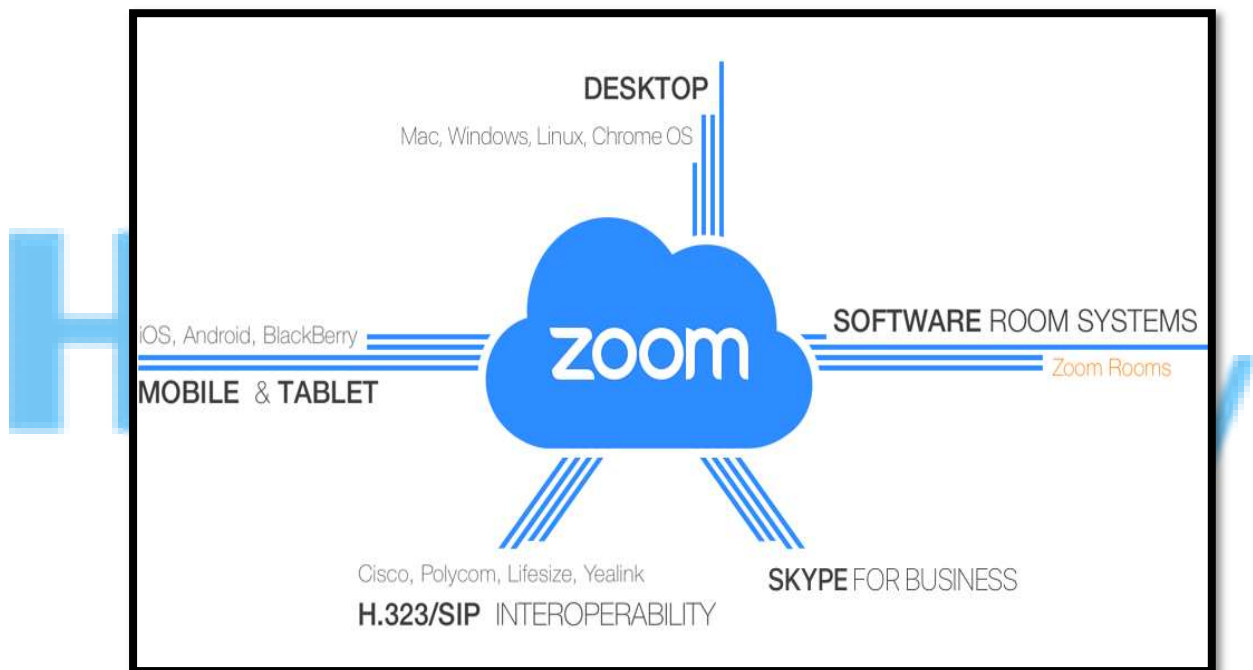 DESKTOP
Mac, Windows, Linux, Chrome OS
zoom
SOFTWARE ROOM SYSTEMS
Zoom Rooms
iOS, Android, BlackBerry
MOBILE & TABLET
Cisco, Polycom, Lifesize, Yealink
H.323/SIP INTEROPERABILITY
SKYPE FOR BUSINESS